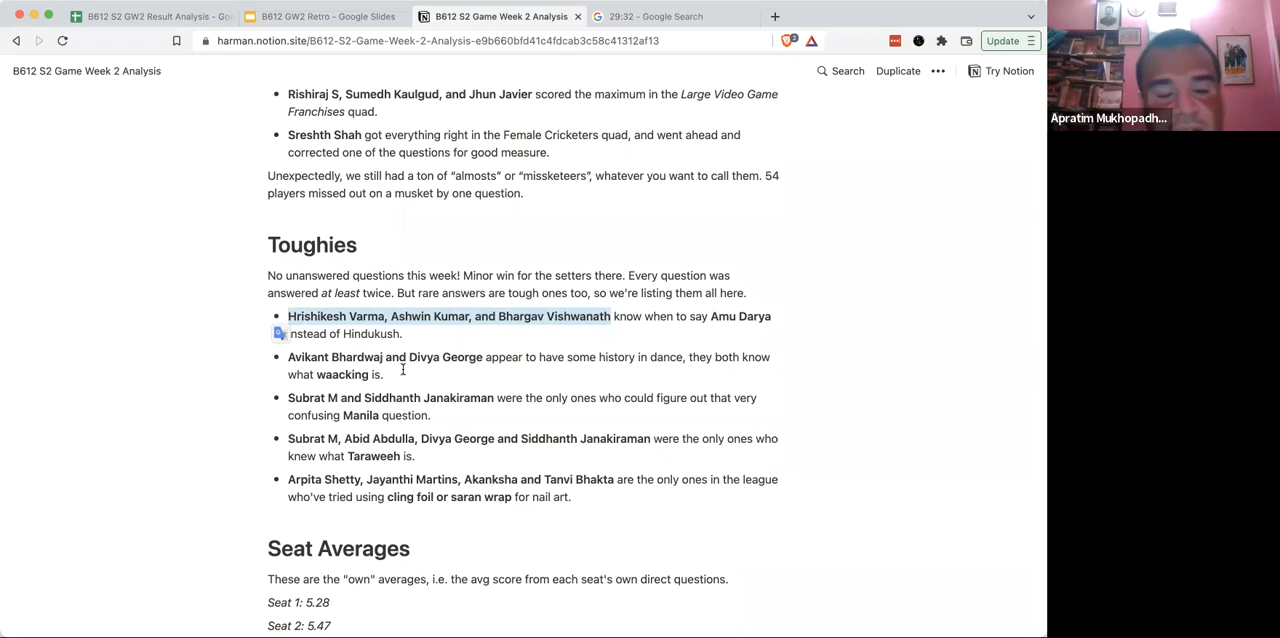 B612 S2 GW2 Result Analysis - Goo
B612 GW2 Retro - Google Slides
B612 S2 Game Week 2 Analysis
29:32 - Google Search
harman.notion.site/B612-S2-Game-Week-2-Analysis-e9b660bfd41c4fdcab3c58c41312af13
2
Update
B612 S2 Game Week 2 Analysis
Search
Duplicate
Try Notion
Apratim Mukhopadh...
Rishiraj S, Sumedh Kaulgud, and Jhun Javier scored the maximum in the Large Video Game
Franchises quad.
Sreshth Shah got everything right in the Female Cricketers quad, and went ahead and
corrected one of the questions for good measure.
Unexpectedly, we still had a ton of “almosts” or “missketeers”, whatever you want to call them. 54
players missed out on a musket by one question.
Toughies
No unanswered questions this week! Minor win for the setters there. Every question was
answered at least twice. But rare answers are tough ones too, so we're listing them all here.
Hrishikesh Varma, Ashwin Kumar, and Bhargav Vishwanath know when to say Amu Darya
nstead of Hindukush.
Avikant Bhardwaj and Divya George appear to have some history in dance, they both know
what waacking is.
Subrat M and Siddhanth Janakiraman were the only ones who could figure out that very
confusing Manila question.
Subrat M, Abid Abdulla, Divya George and Siddhanth Janakiraman were the only ones who
knew what Taraweeh is.
Arpita Shetty, Jayanthi Martins, Akanksha and Tanvi Bhakta are the only ones in the league
who've tried using cling foil or saran wrap for nail art.
Seat Averages
These are the "own" averages, i.e. the avg score from each seat's own direct questions.
Seat 1: 5.28
Seat 2: 5.47